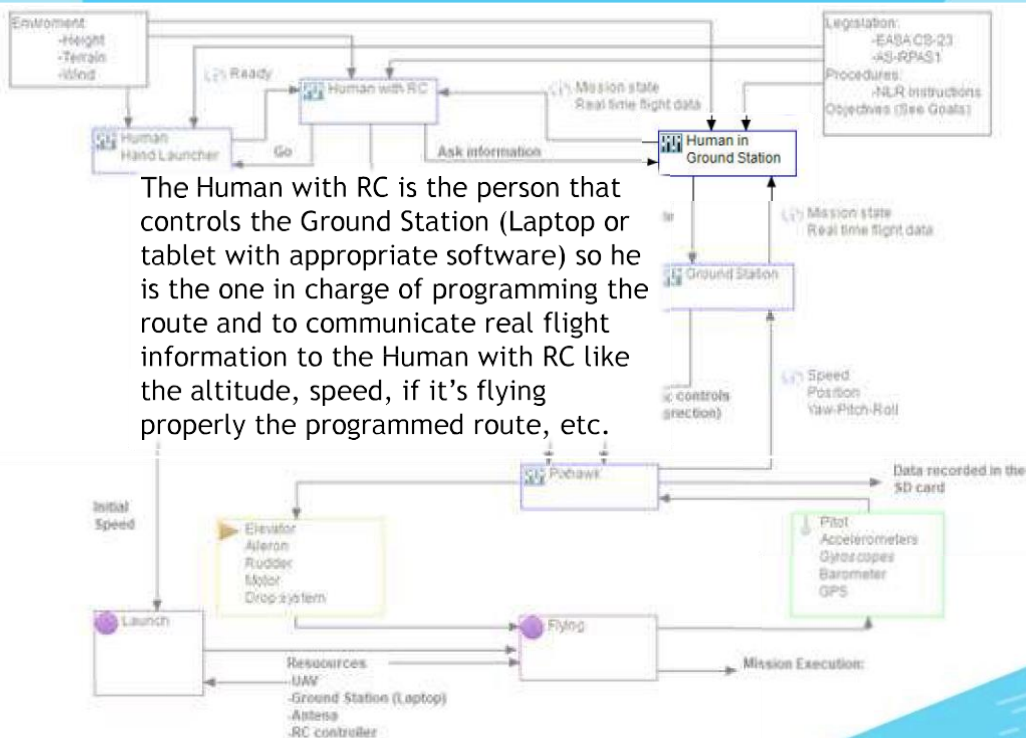 Enviroment
-Height
-Terrain
-Wind
Legislation:
-EASA CS-23
-AS-RPAS1
Procedures:
-NLR Instructions
Objectives (See Goals)
Ready
Human with RC
Mission state
Real time flight data
Human
Hand Launcher
Go
Ask information
Human in
Ground Station
The Human with RC is the person that
controls the Ground Station (Laptop or
tablet with appropriate software) so he
is the one in charge of programming the
route and to communicate real flight
information to the Human with RC like
the altitude, speed, if it's flying
properly the programmed route, etc.
Mission state
Real time flight data
Ground Station
controls
Speed
Position
Yaw-Pitch-Roll
Pixhawk
Data recorded in the
SD card
Initial
Speed
Elevator
Aileron
Rudder
Motor
Drop system
Pitot
Accelerometers
Gyroscopes
Barometer
GPS
Launch
Flying
Resources
-UAV
-Ground Station (Laptop)
-Antena
-RC controller
Mission Execution: